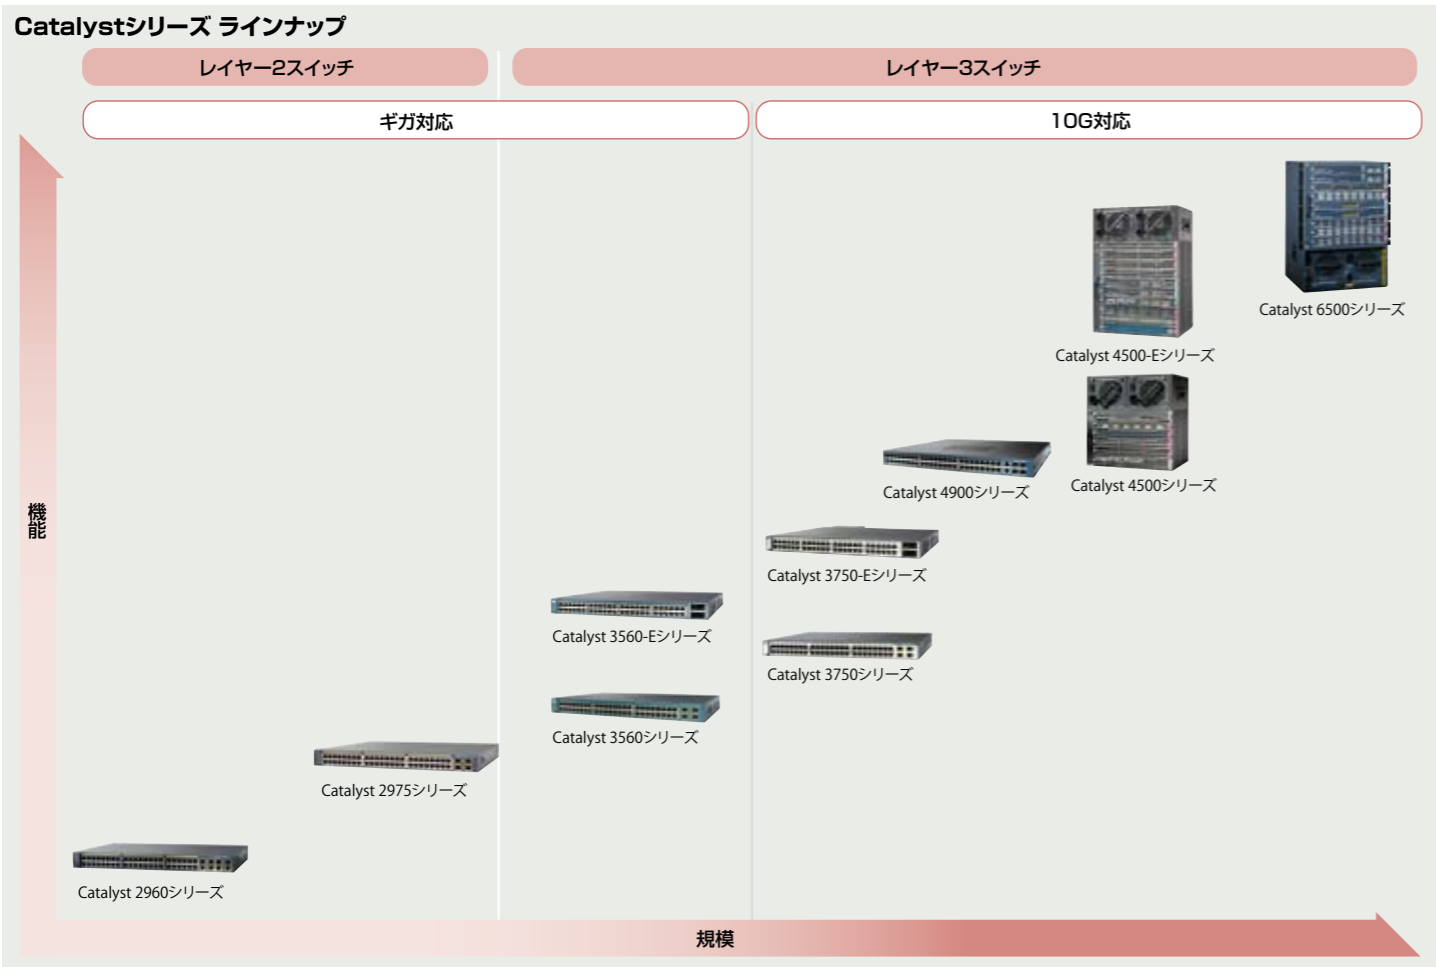 Catalystシリーズ ラインナップ
レイヤー2スイッチ
レイヤー3スイッチ
ギガ対応
10G対応
Catalyst 6500シリーズ
Catalyst 4500-Eシリーズ
Catalyst 4900シリーズ
Catalyst 4500シリーズ
機能
Catalyst 3750-Eシリーズ
Catalyst 3560-Eシリーズ
Catalyst 3750シリーズ
Catalyst 3560シリーズ
Catalyst 2975シリーズ
Catalyst 2960シリーズ
規模